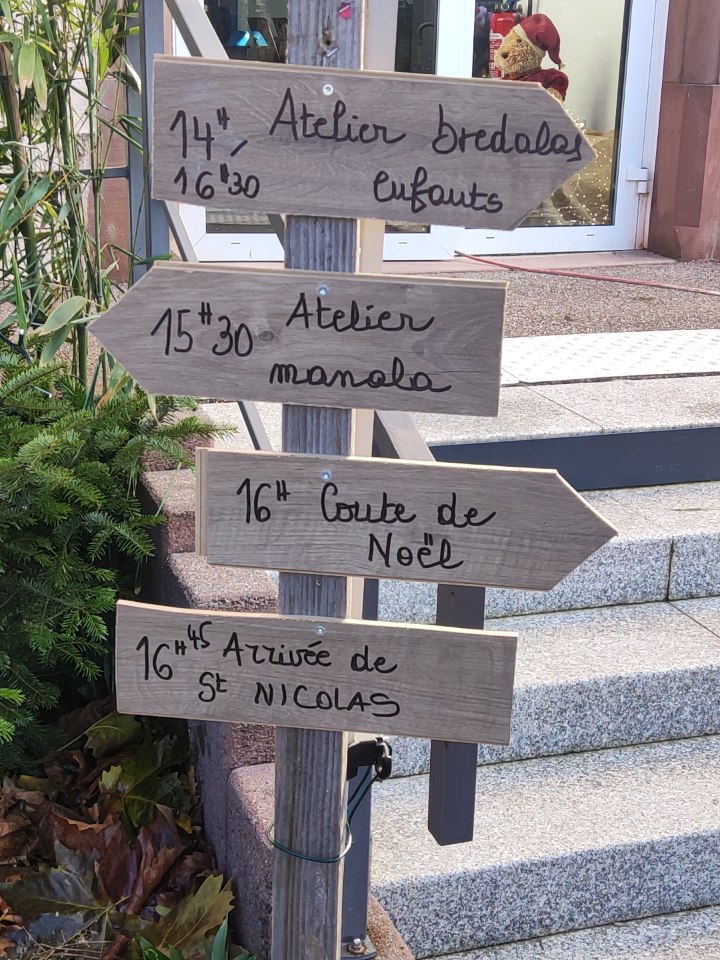 14H, Atelier bredalas
16H30 enfants
15H30 Atelier
manala
16H Conte de
Noël
16H45 Arrivée de
St NICOLAS